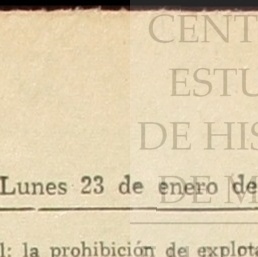 CENT
ESTU
DE HIS
Lunes 23 de enero de
DE M
l: la prohibición de explota